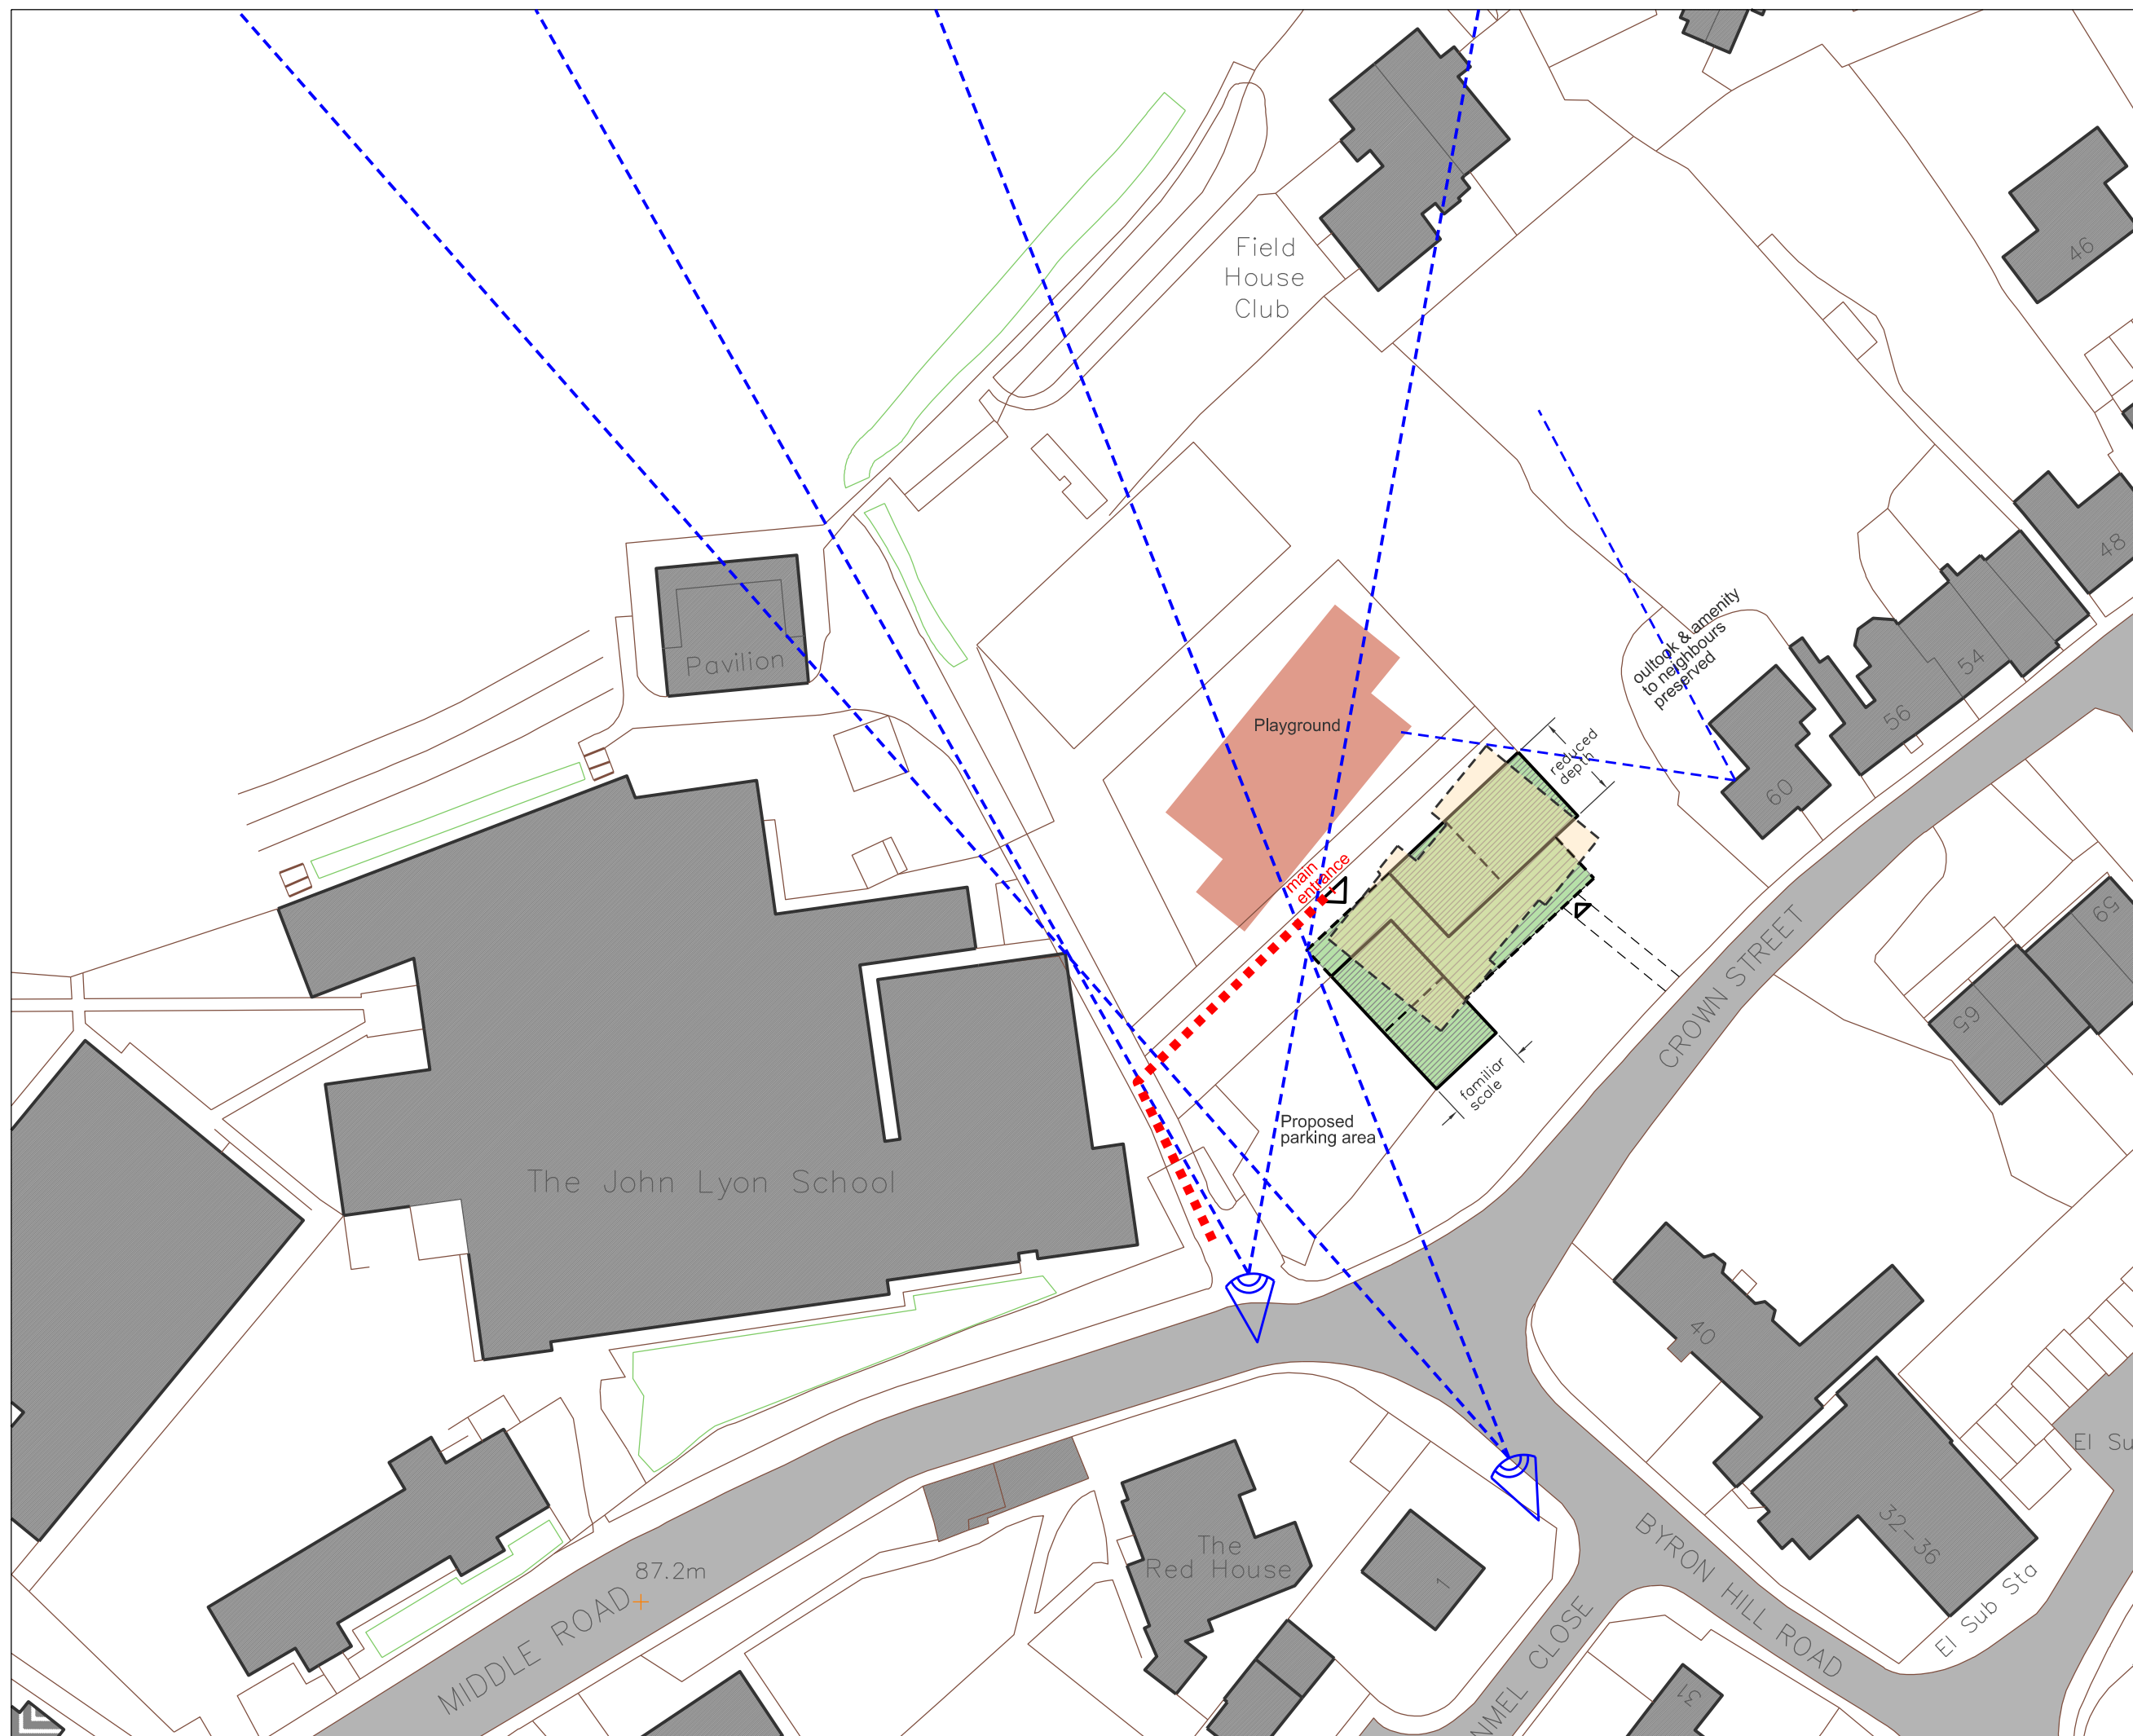 Field
House
Club
46
48
oultook & amenity
to neighbours
preserved
54
56
60
Pavilion
Playground
reduced
depth
main
entrance
CROWN STREET
59
65
familiar
scale
Proposed
parking area
The John Lyon School
40
El Su
32-36
El Sub Sta
The
Red House
1
87.2m
MIDDLE ROAD
BYRON HILL ROAD
NMEL CLOSE
31